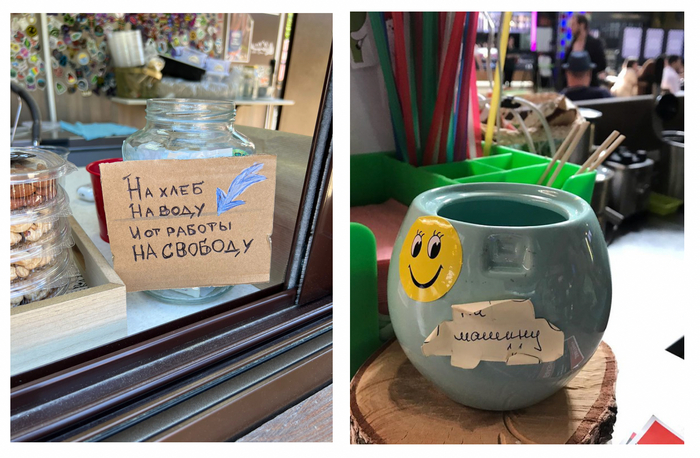 На хлеб
На воду
и от работы
на свободу
машину
!!